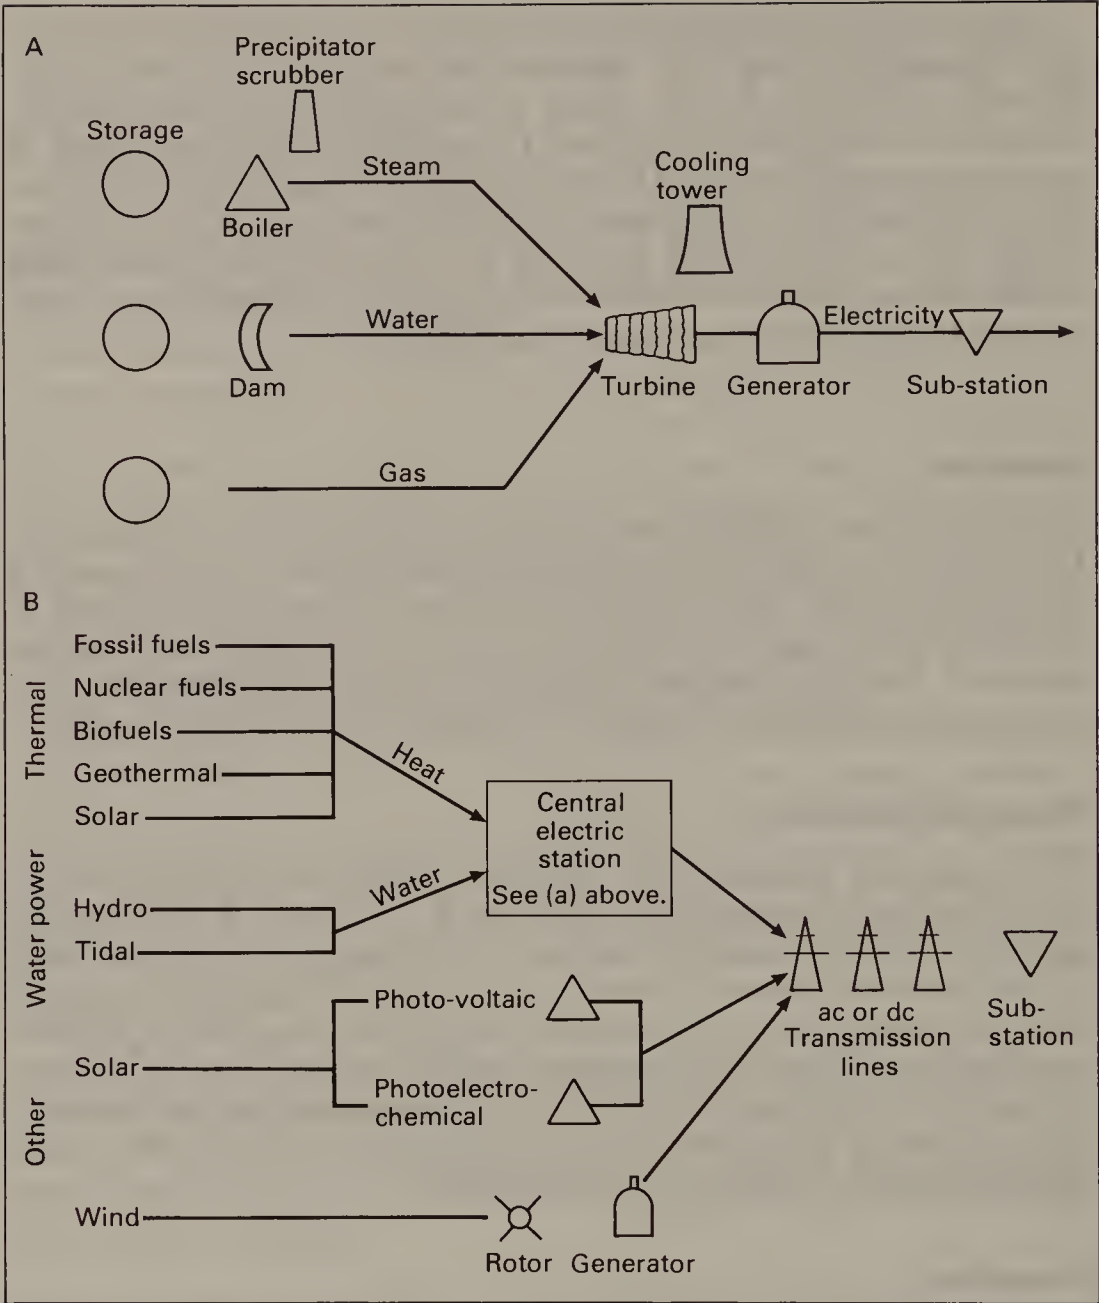 A
Precipitator
scrubber
Storage
Steam
Boiler
Cooling
tower
Water
Electricity
Dam
Turbine
Generator
Sub-station
Gas
B
Thermal
Fossil fuels
Nuclear fuels
Biofuels
Geothermal
Solar
Heat
Central
electric
station
See (a) above.
Water power
Hydro
Tidal
Water
Other
Solar
Photo-voltaic
Photoelectro-
chemical
ac or dc
Transmission
lines
Sub-
station
Wind
Rotor
Generator